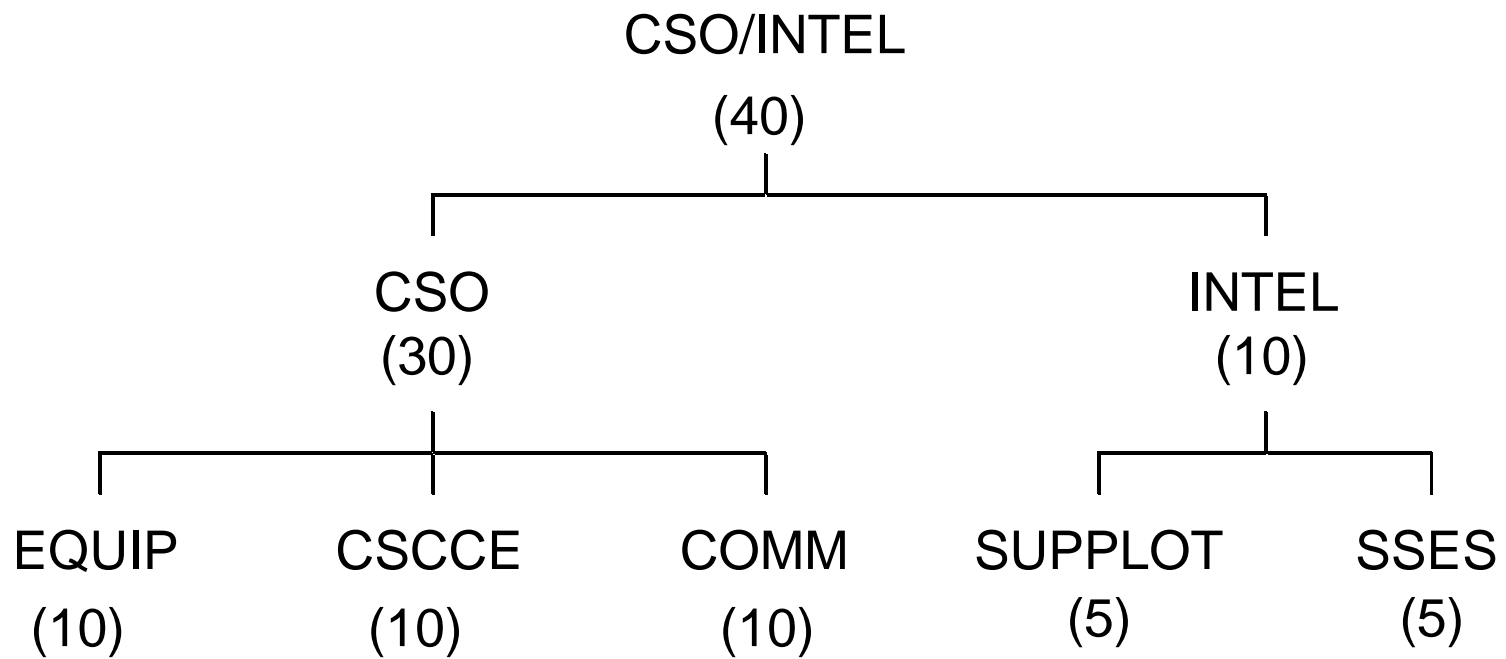 CSO/INTEL
(40)
CSO
(30)
INTEL
(10)
EQUIP
(10)
CSCCE
(10)
COMM
(10)
SUPPLOT
(5)
SSES
(5)